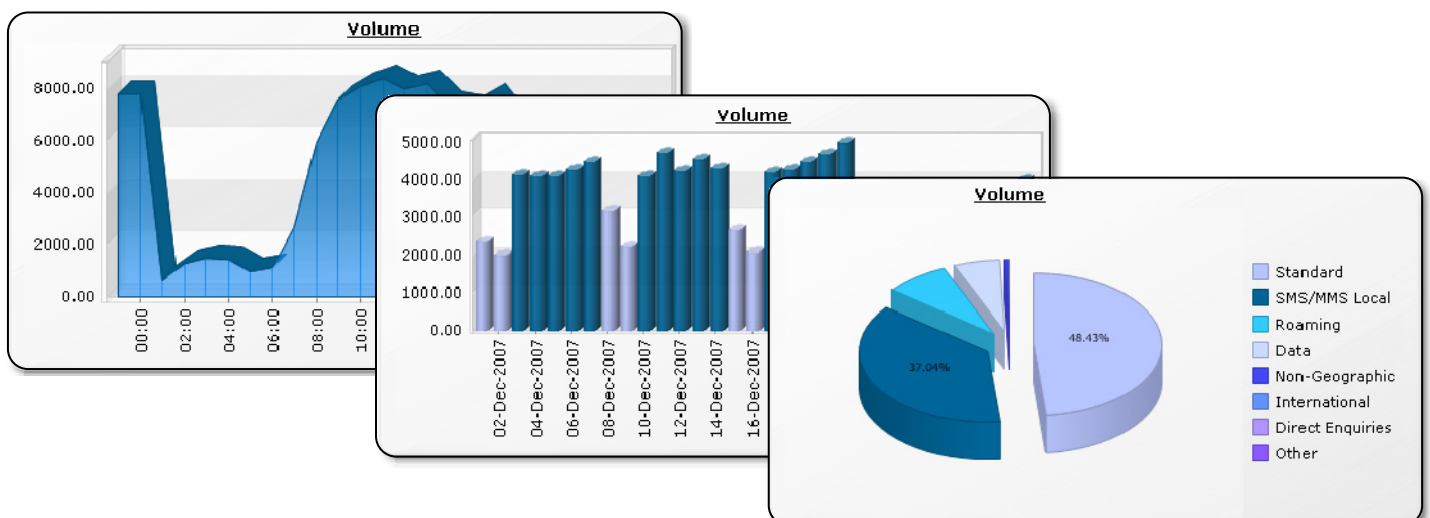 Volume
8000.00
6000.00
4000.00
2000.00
0.00
00:00
02:00
04:00
06:00
08:00
10:00
Volume
5000.00
4000.00
3000.00
2000.00
1000.00
0.00
02-Dec-2007
04-Dec-2007
06-Dec-2007
08-Dec-2007
10-Dec-2007
12-Dec-2007
14-Dec-2007
16-Dec-2007
Volume
48.43%
37.04%
Standard
SMS/MMS Local
Roaming
Data
Non-Geographic
International
Direct Enquiries
Other